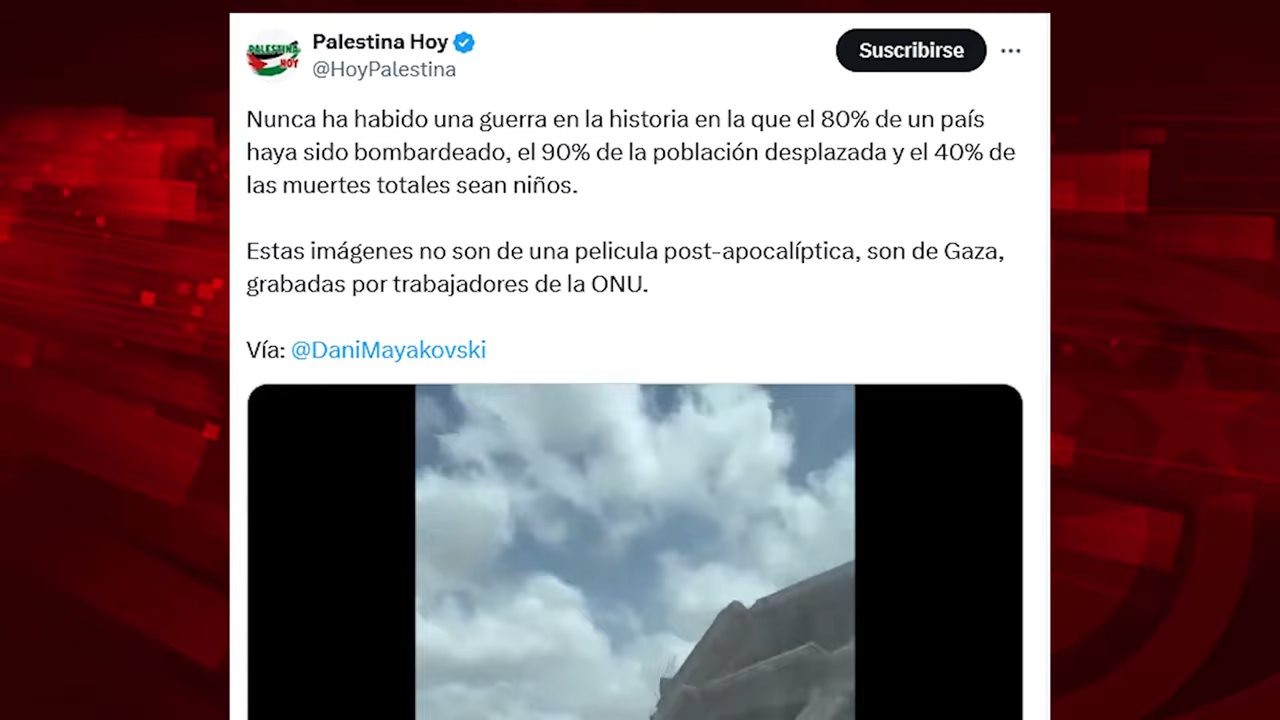 PALESTINA
HOY
Palestina Hoy
@HoyPalestina
Suscribirse
Nunca ha habido una guerra en la historia en la que el 80% de un país
haya sido bombardeado, el 90% de la población desplazada y el 40% de
las muertes totales sean niños.
Estas imágenes no son de una pelicula post-apocalíptica, son de Gaza,
grabadas por trabajadores de la ONU.
Vía: @DaniMayakovski